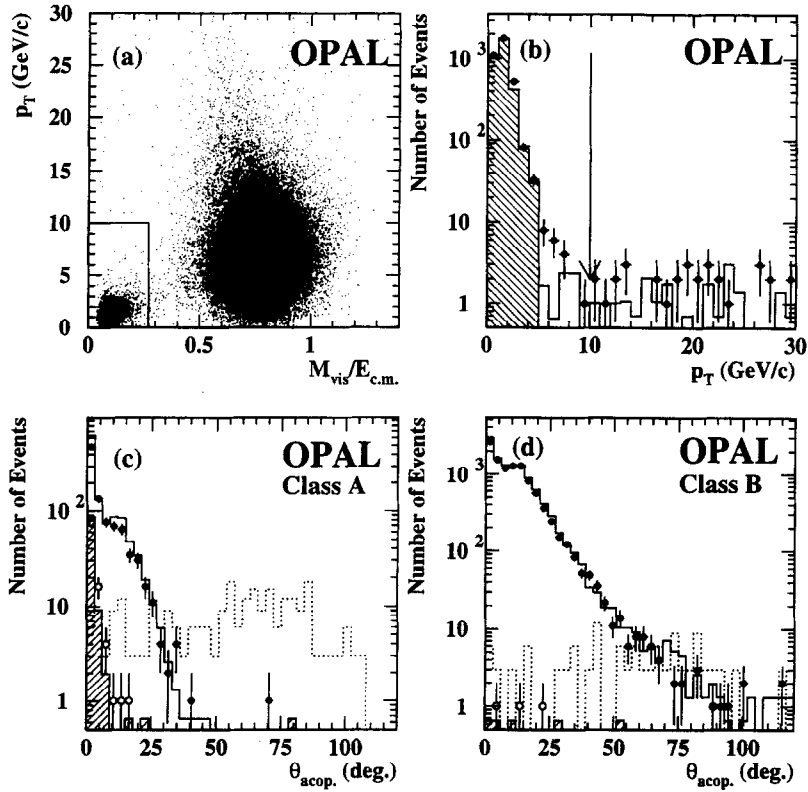 (a)
OPAL
p_T (GeV/c)
30
25
20
15
10
5
0
0
0.5
1
M_vis/E_c.m.
(b)
OPAL
Number of Events
10^3
10^2
10
1
0
10
20
30
p_T (GeV/c)
(c)
OPAL
Class A
Number of Events
10^2
10
1
0
25
50
75
100
θ_acop. (deg.)
(d)
OPAL
Class B
Number of Events
10^3
10^2
10
1
0
25
50
75
100
θ_acop. (deg.)